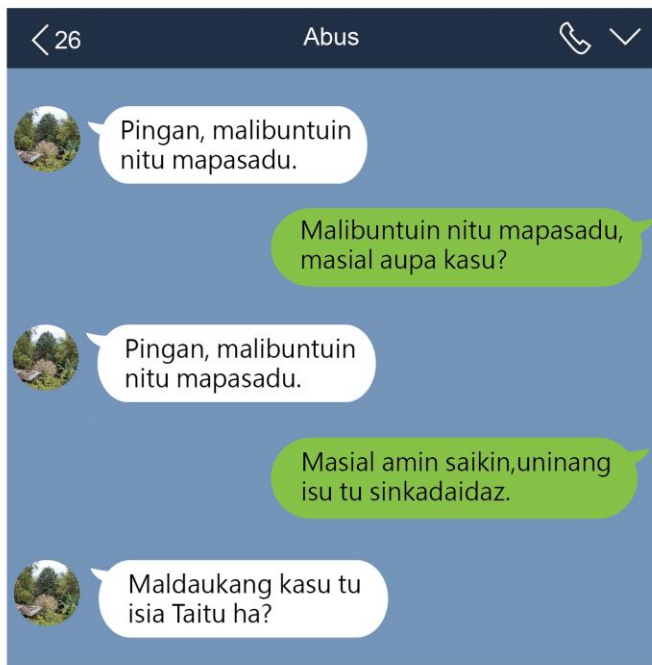 26
Abus
Pingan, malibuntuin
nitu mapasadu.
Malibuntuin nitu mapasadu,
masial aupa kasu?
Pingan, malibuntuin
nitu mapasadu.
Masial amin saikin,uninang
isu tu sinkadaidaz.
Maldaukang kasu tu
isia Taitu ha?